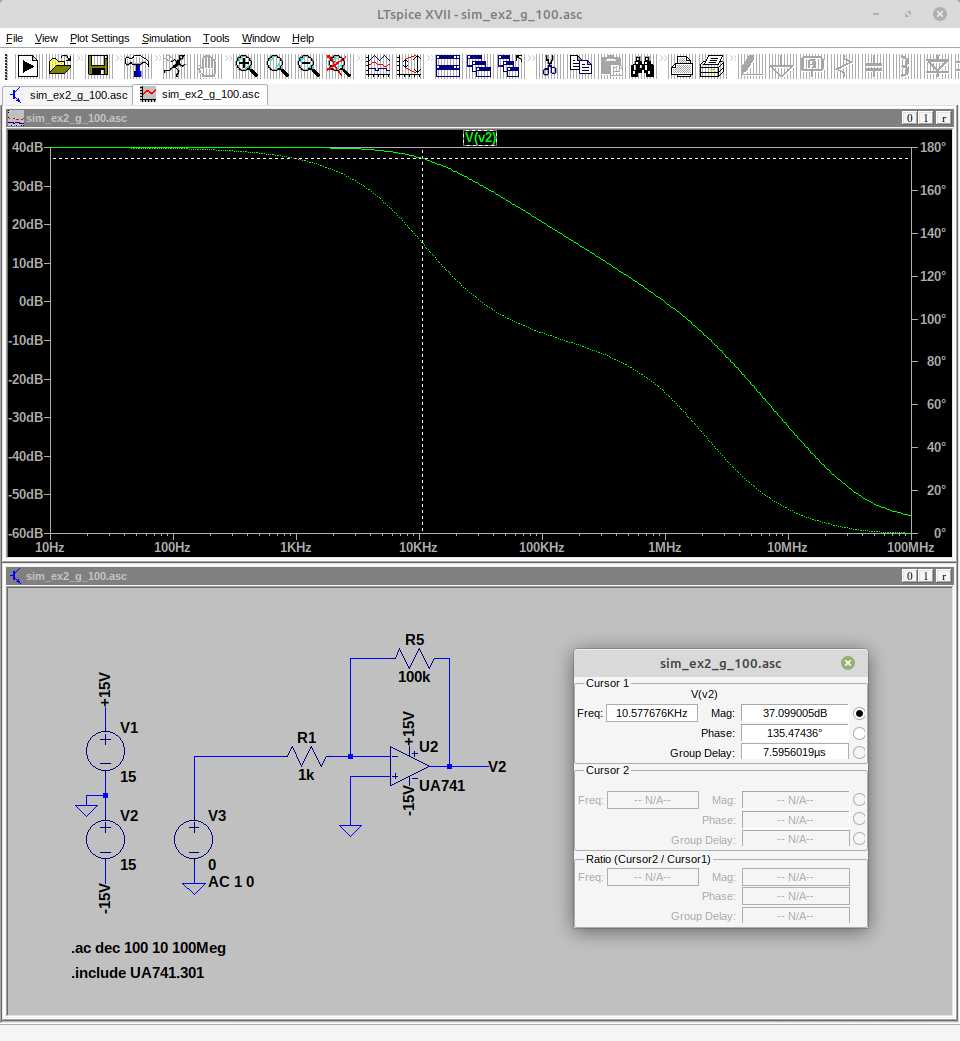 LTspice XVII - sim_ex2_g_100.asc
File View Plot Settings Simulation Tools Window Help
sim_ex2_g_100.asc sim_ex2_g_100.asc
sim_ex2_g_100.asc 0 1 r
V(v2)
40dB 180°
30dB 160°
20dB 140°
10dB 120°
0dB 100°
-10dB 80°
-20dB 60°
-30dB 40°
-40dB 20°
-50dB 0°
-60dB
10Hz 100Hz 1KHz 10KHz 100KHz 1MHz 10MHz 100MHz
sim_ex2_g_100.asc 0 1 r
+15V
V1
15
V2
15
-15V
V3
0
AC 1 0
R1
1k
R5
100k
+15V
U2
UA741
-15V
V2
.ac dec 100 10 100Meg
.include UA741.301
sim_ex2_g_100.asc
Cursor 1
V(v2)
Freq: 10.577676KHz Mag: 37.099005dB
Phase: 135.47436°
Group Delay: 7.5956019µs
Cursor 2
Freq: -- N/A-- Mag: -- N/A--
Phase: -- N/A--
Group Delay: -- N/A--
Ratio (Cursor2 / Cursor1)
Freq: -- N/A-- Mag: -- N/A--
Phase: -- N/A--
Group Delay: -- N/A--